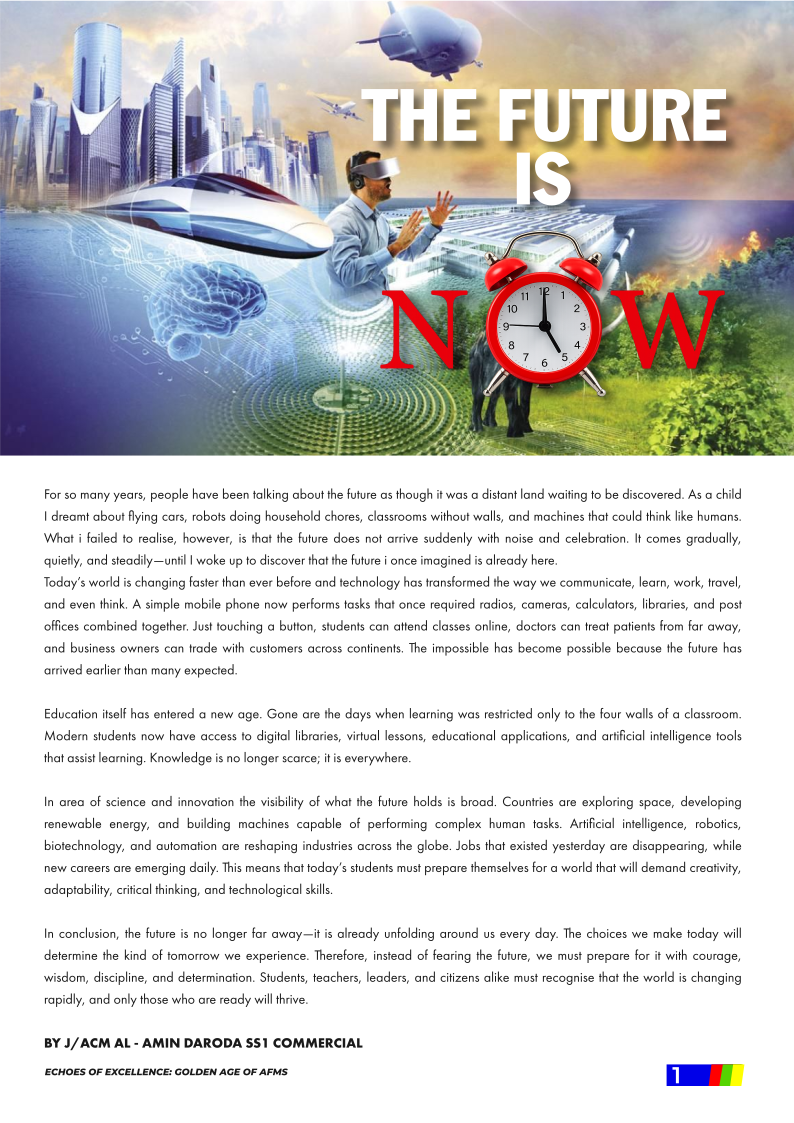 THE FUTURE
IS
N W
12
1
2
3
4
5
6
7
8
9
10
11
For so many years, people have been talking about the future as though it was a distant land waiting to be discovered. As a child
I dreamt about flying cars, robots doing household chores, classrooms without walls, and machines that could think like humans.
What i failed to realise, however, is that the future does not arrive suddenly with noise and celebration. It comes gradually,
quietly, and steadily—until I woke up to discover that the future i once imagined is already here.
Today's world is changing faster than ever before and technology has transformed the way we communicate, learn, work, travel,
and even think. A simple mobile phone now performs tasks that once required radios, cameras, calculators, libraries, and post
offices combined together. Just touching a button, students can attend classes online, doctors can treat patients from far away,
and business owners can trade with customers across continents. The impossible has become possible because the future has
arrived earlier than many expected.
Education itself has entered a new age. Gone are the days when learning was restricted only to the four walls of a classroom.
Modern students now have access to digital libraries, virtual lessons, educational applications, and artificial intelligence tools
that assist learning. Knowledge is no longer scarce; it is everywhere.
In area of science and innovation the visibility of what the future holds is broad. Countries are exploring space, developing
renewable energy, and building machines capable of performing complex human tasks. Artificial intelligence, robotics,
biotechnology, and automation are reshaping industries across the globe. Jobs that existed yesterday are disappearing, while
new careers are emerging daily. This means that today's students must prepare themselves for a world that will demand creativity,
adaptability, critical thinking, and technological skills.
In conclusion, the future is no longer far away—it is already unfolding around us every day. The choices we make today will
determine the kind of tomorrow we experience. Therefore, instead of fearing the future, we must prepare for it with courage,
wisdom, discipline, and determination. Students, teachers, leaders, and citizens alike must recognise that the world is changing
rapidly, and only those who are ready will thrive.
BY J/ACM AL - AMIN DARODA SS1 COMMERCIAL
ECHOES OF EXCELLENCE: GOLDEN AGE OF AFMS
1